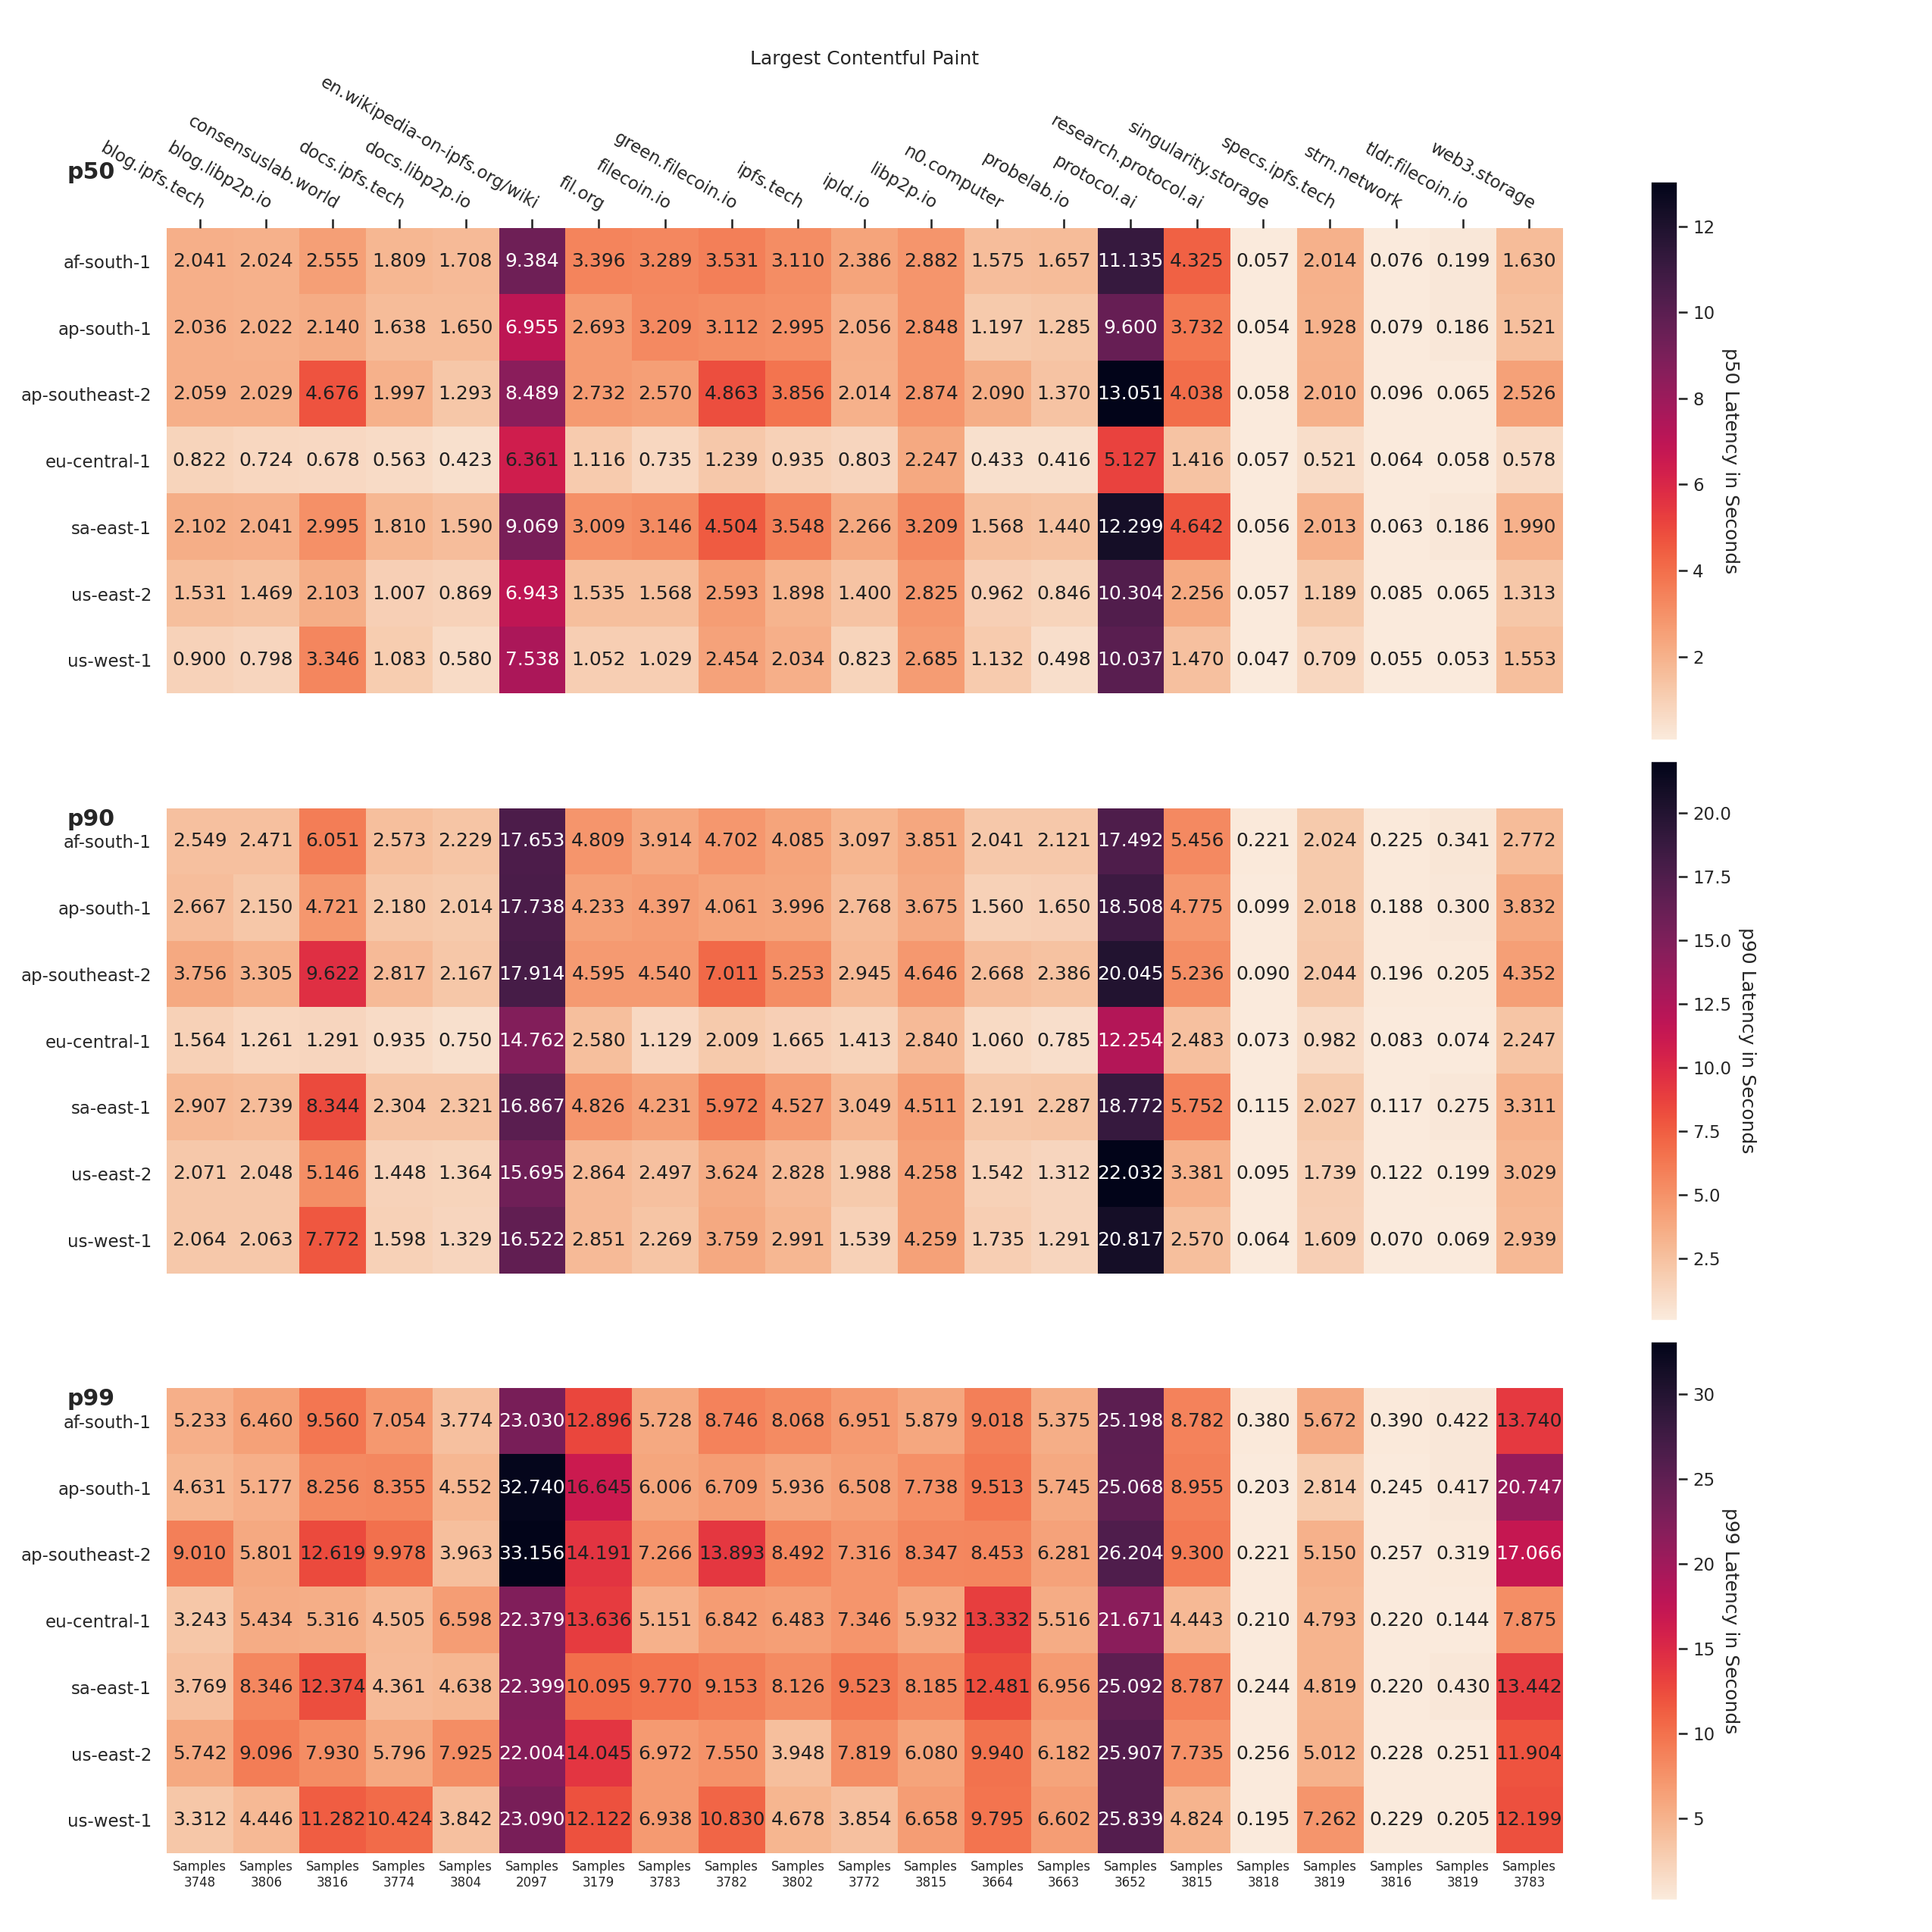 Largest Contentful Paint
p50
blog.ipfs.tech
blog.libp2p.io
consensuslab.world
docs.ipfs.tech
docs.libp2p.io
en.wikipedia-on-ipfs.org/wiki
fil.org
filecoin.io
green.filecoin.io
ipfs.tech
ipld.io
libp2p.io
n0.computer
probelab.io
protocol.ai
research.protocol.ai
singularity.storage
specs.ipfs.tech
strn.network
tldr.filecoin.io
web3.storage
af-south-1 2.041 2.024 2.555 1.809 1.708 9.384 3.396 3.289 3.531 3.110 2.386 2.882 1.575 1.657 11.135 4.325 0.057 2.014 0.076 0.199 1.630
ap-south-1 2.036 2.022 2.140 1.638 1.650 6.955 2.693 3.209 3.112 2.995 2.056 2.848 1.197 1.285 9.600 3.732 0.054 1.928 0.079 0.186 1.521
ap-southeast-2 2.059 2.029 4.676 1.997 1.293 8.489 2.732 2.570 4.863 3.856 2.014 2.874 2.090 1.370 13.051 4.038 0.058 2.010 0.096 0.065 2.526
eu-central-1 0.822 0.724 0.678 0.563 0.423 6.361 1.116 0.735 1.239 0.935 0.803 2.247 0.433 0.416 5.127 1.416 0.057 0.521 0.064 0.058 0.578
sa-east-1 2.102 2.041 2.995 1.810 1.590 9.069 3.009 3.146 4.504 3.548 2.266 3.209 1.568 1.440 12.299 4.642 0.056 2.013 0.063 0.186 1.990
us-east-2 1.531 1.469 2.103 1.007 0.869 6.943 1.535 1.568 2.593 1.898 1.400 2.825 0.962 0.846 10.304 2.256 0.057 1.189 0.085 0.065 1.313
us-west-1 0.900 0.798 3.346 1.083 0.580 7.538 1.052 1.029 2.454 2.034 0.823 2.685 1.132 0.498 10.037 1.470 0.047 0.709 0.055 0.053 1.553
12
10
8
6
4
2
p50 Latency in Seconds
p90
af-south-1 2.549 2.471 6.051 2.573 2.229 17.653 4.809 3.914 4.702 4.085 3.097 3.851 2.041 2.121 17.492 5.456 0.221 2.024 0.225 0.341 2.772
ap-south-1 2.667 2.150 4.721 2.180 2.014 17.738 4.233 4.397 4.061 3.996 2.768 3.675 1.560 1.650 18.508 4.775 0.099 2.018 0.188 0.300 3.832
ap-southeast-2 3.756 3.305 9.622 2.817 2.167 17.914 4.595 4.540 7.011 5.253 2.945 4.646 2.668 2.386 20.045 5.236 0.090 2.044 0.196 0.205 4.352
eu-central-1 1.564 1.261 1.291 0.935 0.750 14.762 2.580 1.129 2.009 1.665 1.413 2.840 1.060 0.785 12.254 2.483 0.073 0.982 0.083 0.074 2.247
sa-east-1 2.907 2.739 8.344 2.304 2.321 16.867 4.826 4.231 5.972 4.527 3.049 4.511 2.191 2.287 18.772 5.752 0.115 2.027 0.117 0.275 3.311
us-east-2 2.071 2.048 5.146 1.448 1.364 15.695 2.864 2.497 3.624 2.828 1.988 4.258 1.542 1.312 22.032 3.381 0.095 1.739 0.122 0.199 3.029
us-west-1 2.064 2.063 7.772 1.598 1.329 16.522 2.851 2.269 3.759 2.991 1.539 4.259 1.735 1.291 20.817 2.570 0.064 1.609 0.070 0.069 2.939
20.0
17.5
15.0
12.5
10.0
7.5
5.0
2.5
p90 Latency in Seconds
p99
af-south-1 5.233 6.460 9.560 7.054 3.774 23.030 12.896 5.728 8.746 8.068 6.951 5.879 9.018 5.375 25.198 8.782 0.380 5.672 0.390 0.422 13.740
ap-south-1 4.631 5.177 8.256 8.355 4.552 32.740 16.645 6.006 6.709 5.936 6.508 7.738 9.513 5.745 25.068 8.955 0.203 2.814 0.245 0.417 20.747
ap-southeast-2 9.010 5.801 12.619 9.978 3.963 33.156 14.191 7.266 13.893 8.492 7.316 8.347 8.453 6.281 26.204 9.300 0.221 5.150 0.257 0.319 17.066
eu-central-1 3.243 5.434 5.316 4.505 6.598 22.379 13.636 5.151 6.842 6.483 7.346 5.932 13.332 5.516 21.671 4.443 0.210 4.793 0.220 0.144 7.875
sa-east-1 3.769 8.346 12.374 4.361 4.638 22.399 10.095 9.770 9.153 8.126 9.523 8.185 12.481 6.956 25.092 8.787 0.244 4.819 0.220 0.430 13.442
us-east-2 5.742 9.096 7.930 5.796 7.925 22.004 14.045 6.972 7.550 3.948 7.819 6.080 9.940 6.182 25.907 7.735 0.256 5.012 0.228 0.251 11.904
us-west-1 3.312 4.446 11.282 10.424 3.842 23.090 12.122 6.938 10.830 4.678 3.854 6.658 9.795 6.602 25.839 4.824 0.195 7.262 0.229 0.205 12.199
Samples Samples Samples Samples Samples Samples Samples Samples Samples Samples Samples Samples Samples Samples Samples Samples Samples Samples Samples Samples Samples
3748 3806 3816 3774 3804 2097 3179 3783 3782 3802 3772 3815 3664 3663 3652 3815 3818 3819 3816 3819 3783
30
25
20
15
10
5
p99 Latency in Seconds